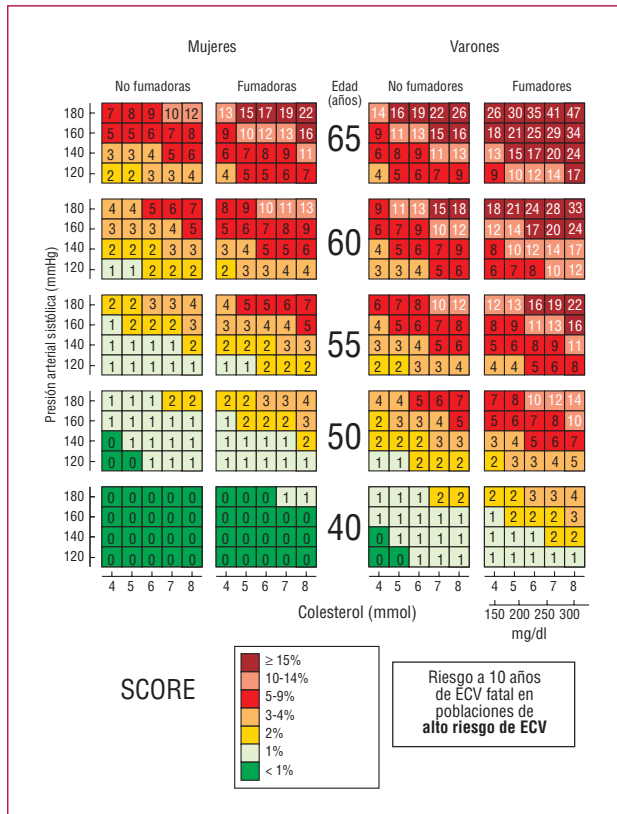 Mujeres Varones
No fumadoras Fumadoras Edad (años) No fumadores Fumadores
Presión arterial sistólica (mmHg)
180 7 8 9 10 12 13 15 17 19 22 14 16 19 22 26 26 30 35 41 47
160 5 5 6 7 8 9 10 12 13 16 65 9 11 13 15 16 18 21 25 29 34
140 3 3 4 5 6 6 7 8 9 11 6 8 9 11 13 13 15 17 20 24
120 2 2 3 3 4 4 5 5 6 7 4 5 6 7 9 9 10 12 14 17
180 4 4 5 6 7 8 9 10 11 13 9 11 13 15 18 18 21 24 28 33
160 3 3 3 4 5 5 6 7 8 9 60 6 7 9 10 12 12 14 17 20 24
140 2 2 2 3 3 3 4 5 5 6 4 5 6 7 9 8 10 12 14 17
120 1 1 2 2 2 2 3 3 4 4 3 3 4 5 6 6 7 8 10 12
180 2 2 3 3 4 4 5 5 6 7 6 7 8 10 12 12 13 16 19 22
160 1 2 2 2 3 3 3 4 4 5 55 4 5 6 7 8 8 9 11 13 16
140 1 1 1 1 2 2 2 2 3 3 3 3 4 5 6 5 6 8 9 11
120 1 1 1 1 1 1 1 2 2 2 2 2 3 3 4 4 4 5 6 8
180 1 1 1 2 2 2 2 3 3 4 4 4 5 6 7 7 8 10 12 14
160 1 1 1 1 1 1 2 2 2 3 50 2 3 3 4 5 5 6 7 8 10
140 0 1 1 1 1 1 1 1 1 2 2 2 2 3 3 3 4 5 6 7
120 0 0 1 1 1 1 1 1 1 1 1 1 2 2 2 2 3 3 4 5
180 0 0 0 0 0 0 0 0 1 1 1 1 1 2 2 2 2 3 3 4
160 0 0 0 0 0 0 0 0 0 0 40 1 1 1 1 1 1 2 2 2 3
140 0 0 0 0 0 0 0 0 0 0 0 1 1 1 1 1 1 1 2 2
120 0 0 0 0 0 0 0 0 0 0 0 0 1 1 1 1 1 1 1 1
4 5 6 7 8 4 5 6 7 8 4 5 6 7 8 4 5 6 7 8
Colesterol (mmol)
150 200 250 300
mg/dl
SCORE
≥ 15%
10-14%
5-9%
3-4%
2%
1%
< 1%
Riesgo a 10 años
de ECV fatal en
poblaciones de
alto riesgo de ECV